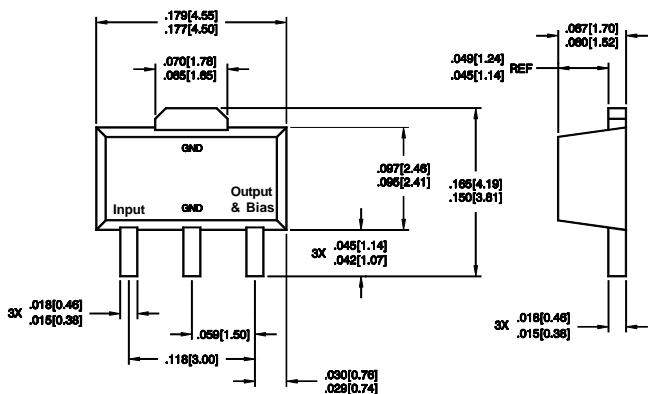 .179[4.55]
.177[4.50]
.070[1.78]
.065[1.65]
.067[1.70]
.060[1.52]
.049[1.24]
.045[1.14] REF
GND
.097[2.46]
.095[2.41]
.165[4.19]
.150[3.81]
Input
GND
Output
& Bias
3X .045[1.14]
.042[1.07]
3X .018[0.46]
.015[0.38]
.059[1.50]
.118[3.00]
.030[0.76]
.029[0.74]
3X .018[0.46]
.015[0.38]